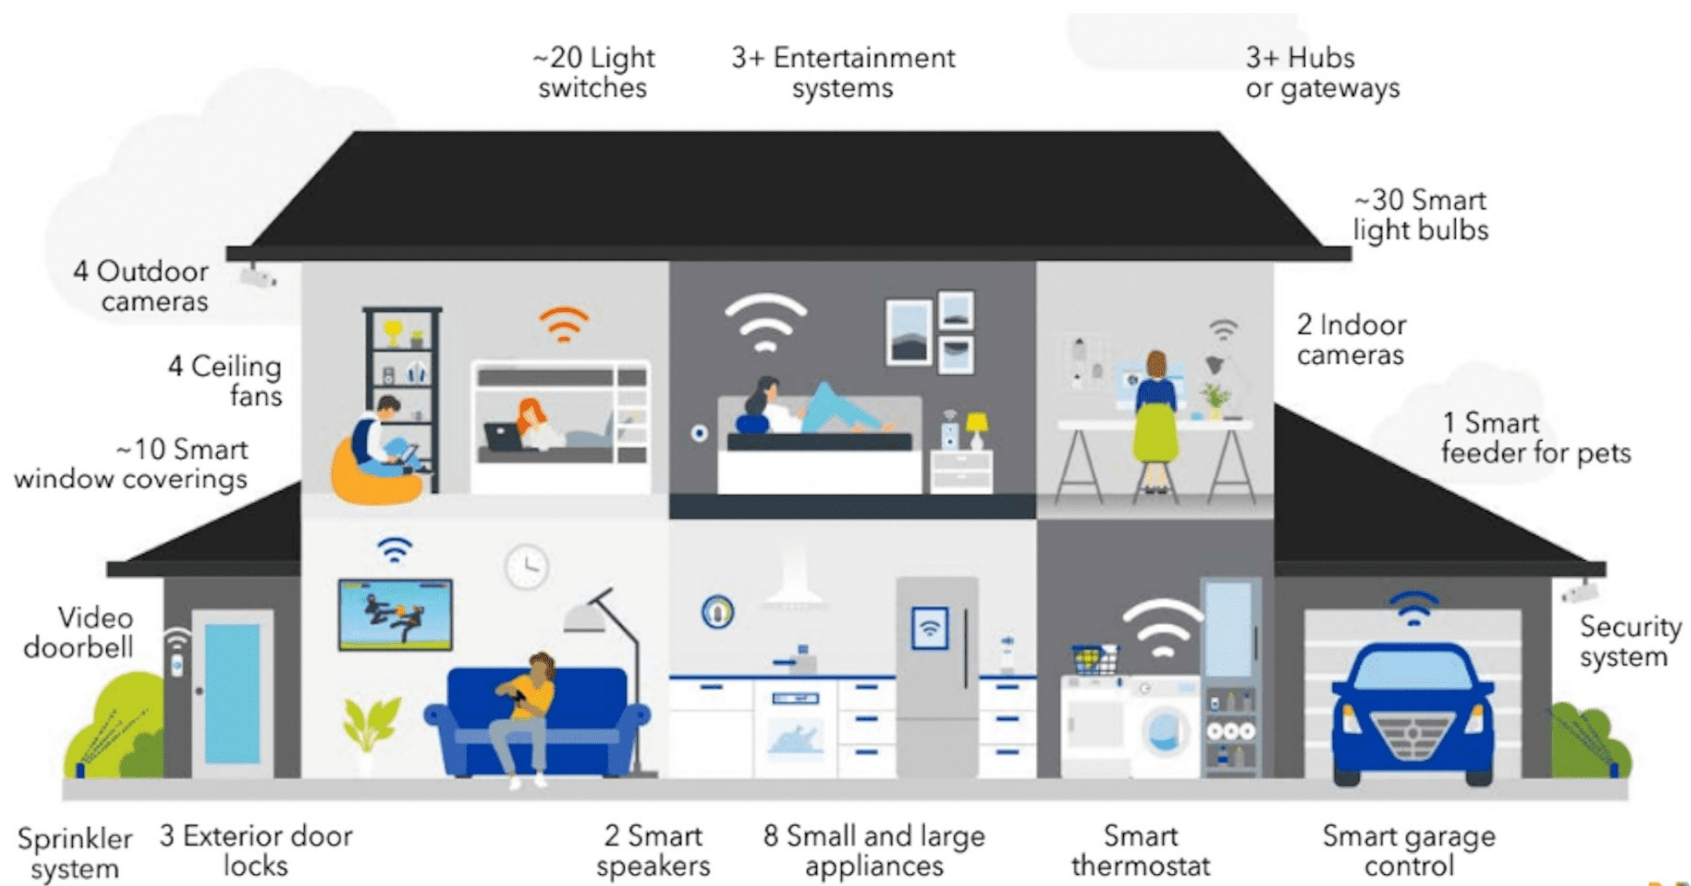 ~20 Light
switches
3+ Entertainment
systems
3+ Hubs
or gateways
~30 Smart
light bulbs
4 Outdoor
cameras
2 Indoor
cameras
4 Ceiling
fans
1 Smart
feeder for pets
~10 Smart
window coverings
Video
doorbell
Security
system
Sprinkler
system
3 Exterior door
locks
2 Smart
speakers
8 Small and large
appliances
Smart
thermostat
Smart garage
control